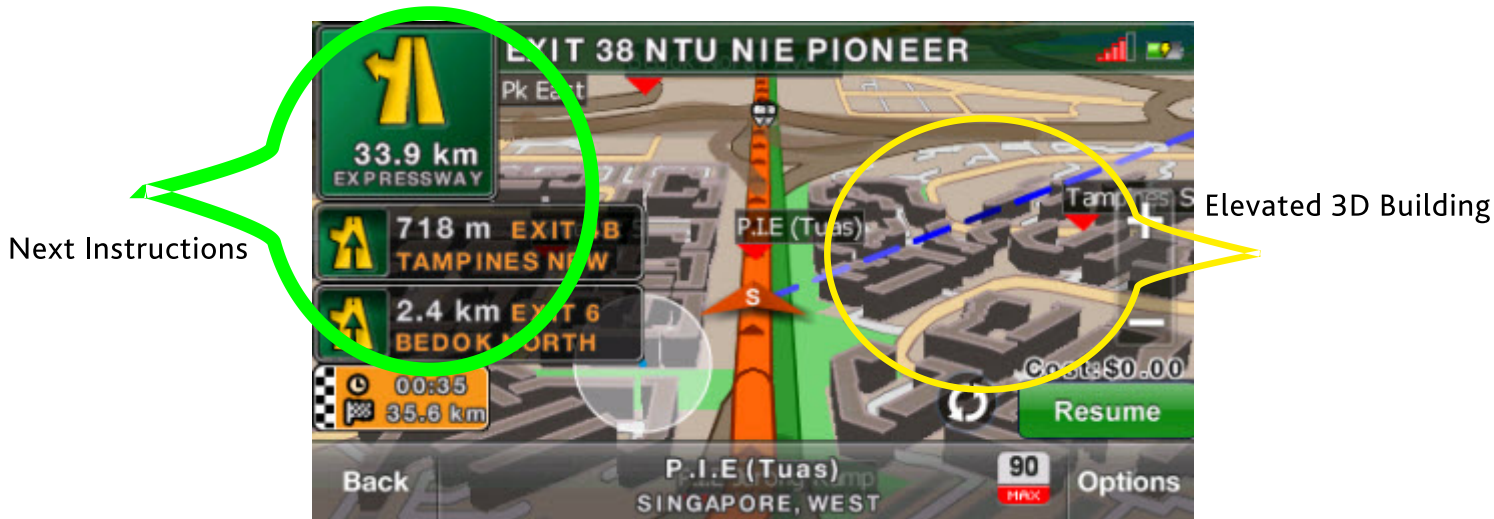 EXIT 38 NTU NIE PIONEER
Pk East
33.9 km
EXPRESSWAY
Next Instructions
718 m EXIT 4B
TAMPINES NEW
2.4 km EXIT 6
BEDOK NORTH
00:35
35.6 km
P.I.E (Tuas)
S
Tampines S
Elevated 3D Building
+
−
Cost:$0.00
Resume
Back
P.I.E (Tuas)
SINGAPORE, WEST
90
MAX
Options